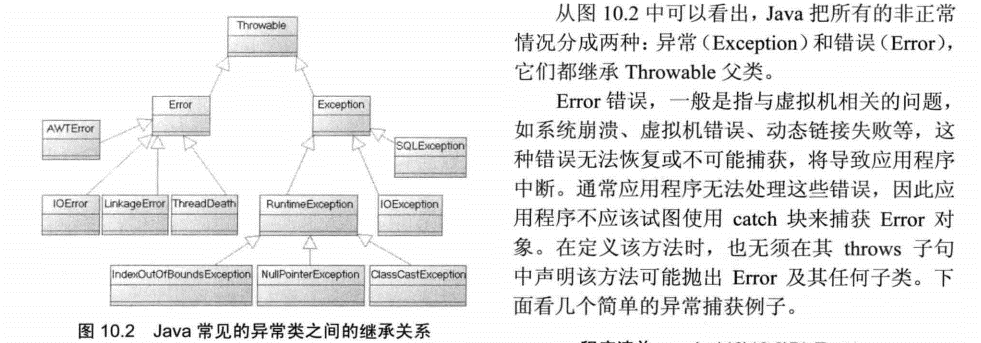 Throwable
Error
Exception
AWTError
SQLException
IOError
LinkageError
ThreadDeath
RuntimeException
IOException
IndexOutOfBoundsException
NullPointerException
ClassCastException
图 10.2 Java 常见的异常类之间的继承关系
从图 10.2 中可以看出，Java 把所有的非正常
情况分成两种：异常（Exception）和错误（Error），
它们都继承 Throwable 父类。
Error 错误，一般是指与虚拟机相关的问题，
如系统崩溃、虚拟机错误、动态链接失败等，这
种错误无法恢复或不可能捕获，将导致应用程序
中断。通常应用程序无法处理这些错误，因此应
用程序不应该试图使用 catch 块来捕获 Error 对
象。在定义该方法时，也无须在其 throws 子句
中声明该方法可能抛出 Error 及其任何子类。下
面看几个简单的异常捕获例子。